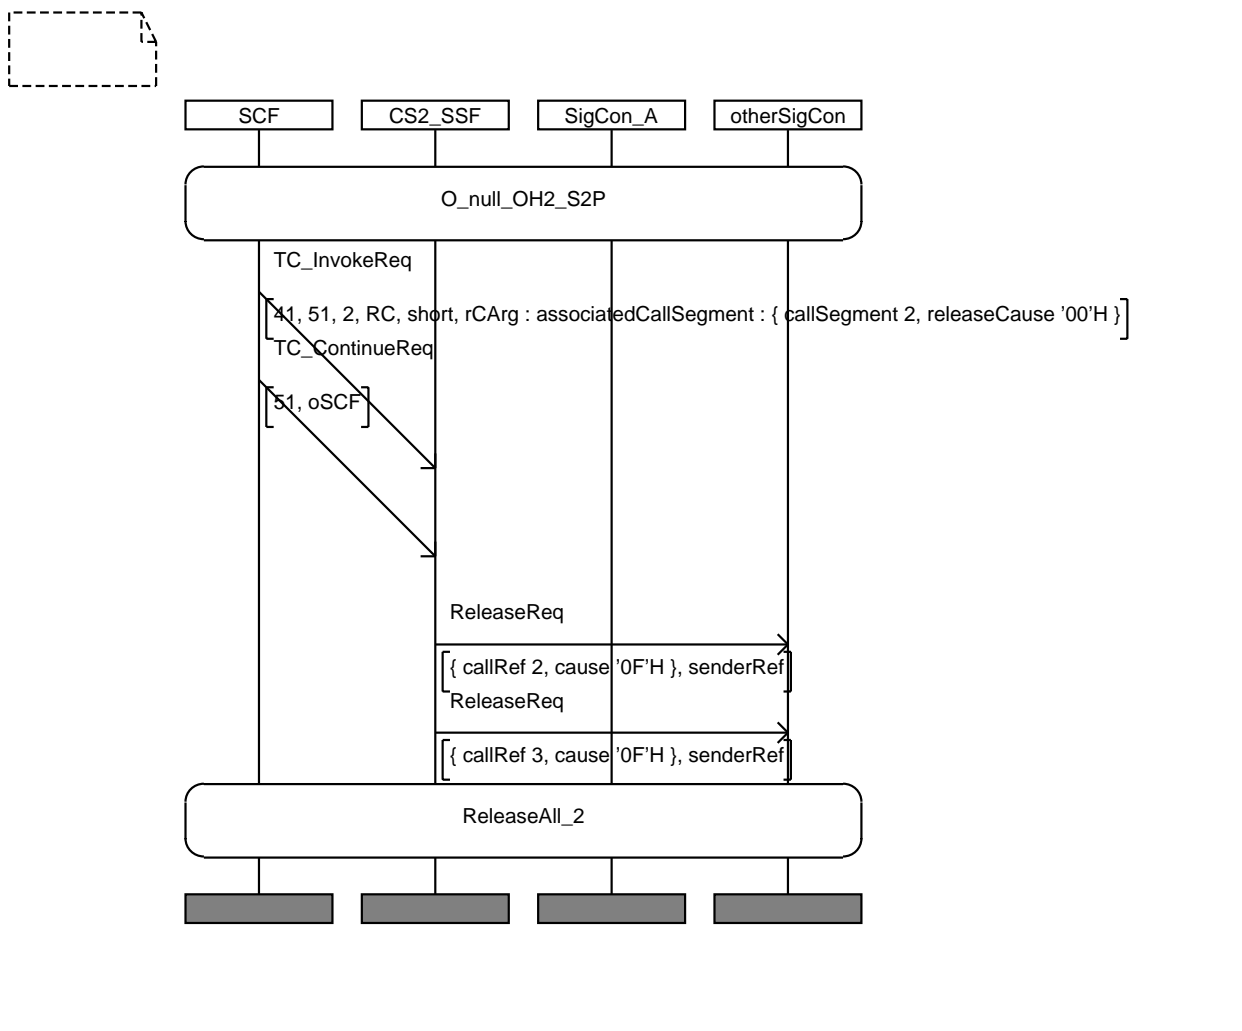 SCF
CS2_SSF
SigCon_A
otherSigCon
O_null_OH2_S2P
TC_InvokeReq
41, 51, 2, RC, short, rCArg : associatedCallSegment : { callSegment 2, releaseCause ’00’H }
TC_ContinueReq
51, oSCF
ReleaseReq
{ callRef 2, cause ’0F’H }, senderRef
ReleaseReq
{ callRef 3, cause ’0F’H }, senderRef
ReleaseAll_2